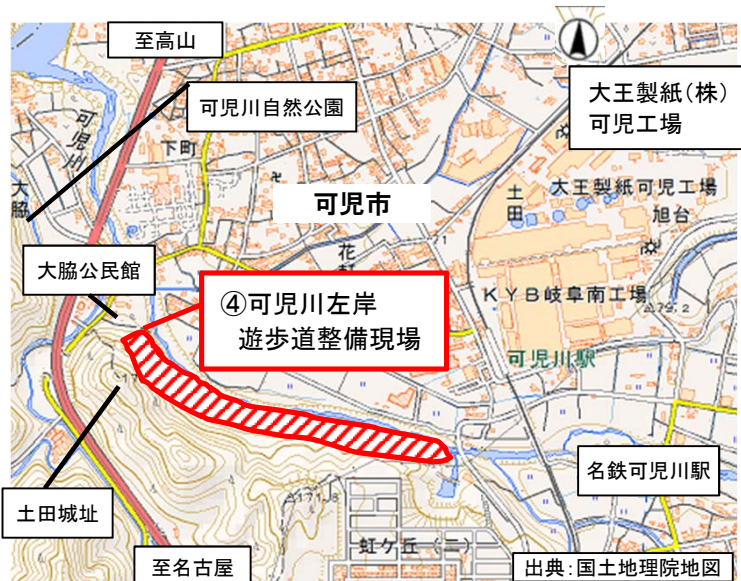 至高山
可児川自然公園
大王製紙(株)
可児工場
可児川
下町
大脇
可児市
土田
大王製紙可児工場
旭台
大脇公民館
④可児川左岸
遊歩道整備現場
KYB岐阜南工場
79.2
可児川駅
名鉄可児川駅
土田城址
171.8
虹ケ丘(二)
至名古屋
出典:国土地理院地図